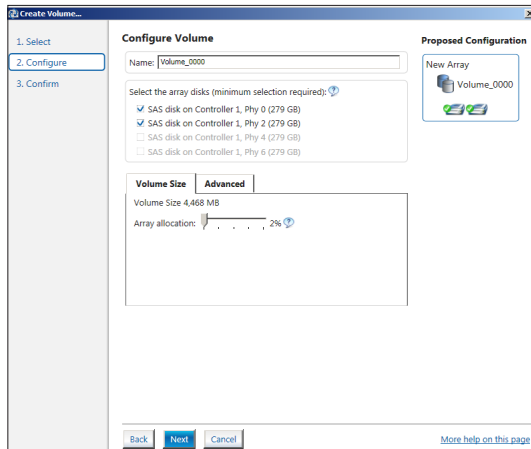 Create Volume...
1. Select
2. Configure
3. Confirm
Configure Volume
Name: Volume_0000
Select the array disks (minimum selection required):
SAS disk on Controller 1, Phy 0 (279 GB)
SAS disk on Controller 1, Phy 2 (279 GB)
SAS disk on Controller 1, Phy 4 (279 GB)
SAS disk on Controller 1, Phy 6 (279 GB)
Volume Size Advanced
Volume Size 4,468 MB
Array allocation: 2%
Proposed Configuration
New Array
Volume_0000
Back Next Cancel
More help on this page